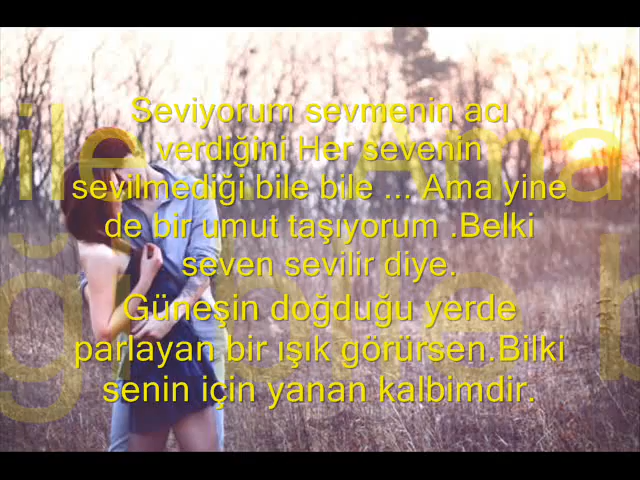 Seviyorum sevmenin acı
verdiğini Her sevenin
sevilmediği bile bile ... Ama yine
de bir umut taşıyorum .Belki
seven sevilir diye.
Güneşin doğduğu yerde
parlayan bir ışık görürsen.Bilki
senin için yanan kalbimdir.